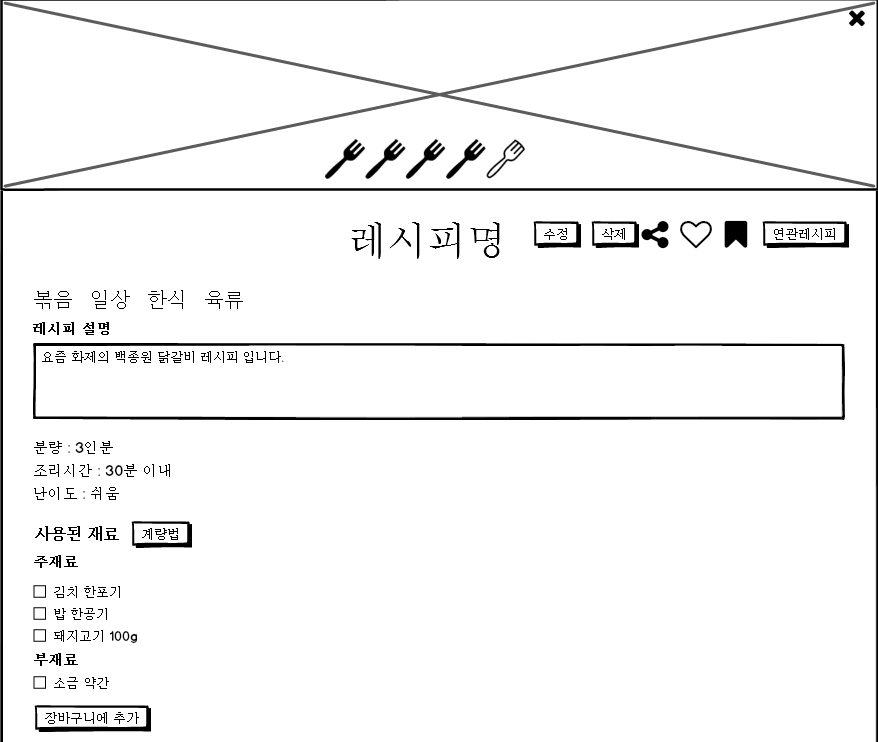 레시피명 수정 삭제 연관레시피
볶음 일상 한식 육류
레시피 설명
요즘 화제의 백종원 닭갈비 레시피 입니다.
분량 : 3인분
조리시간 : 30분 이내
난이도 : 쉬움
사용된 재료 계량법
주재료
김치 한포기
밥 한공기
돼지고기 100g
부재료
소금 약간
장바구니에 추가